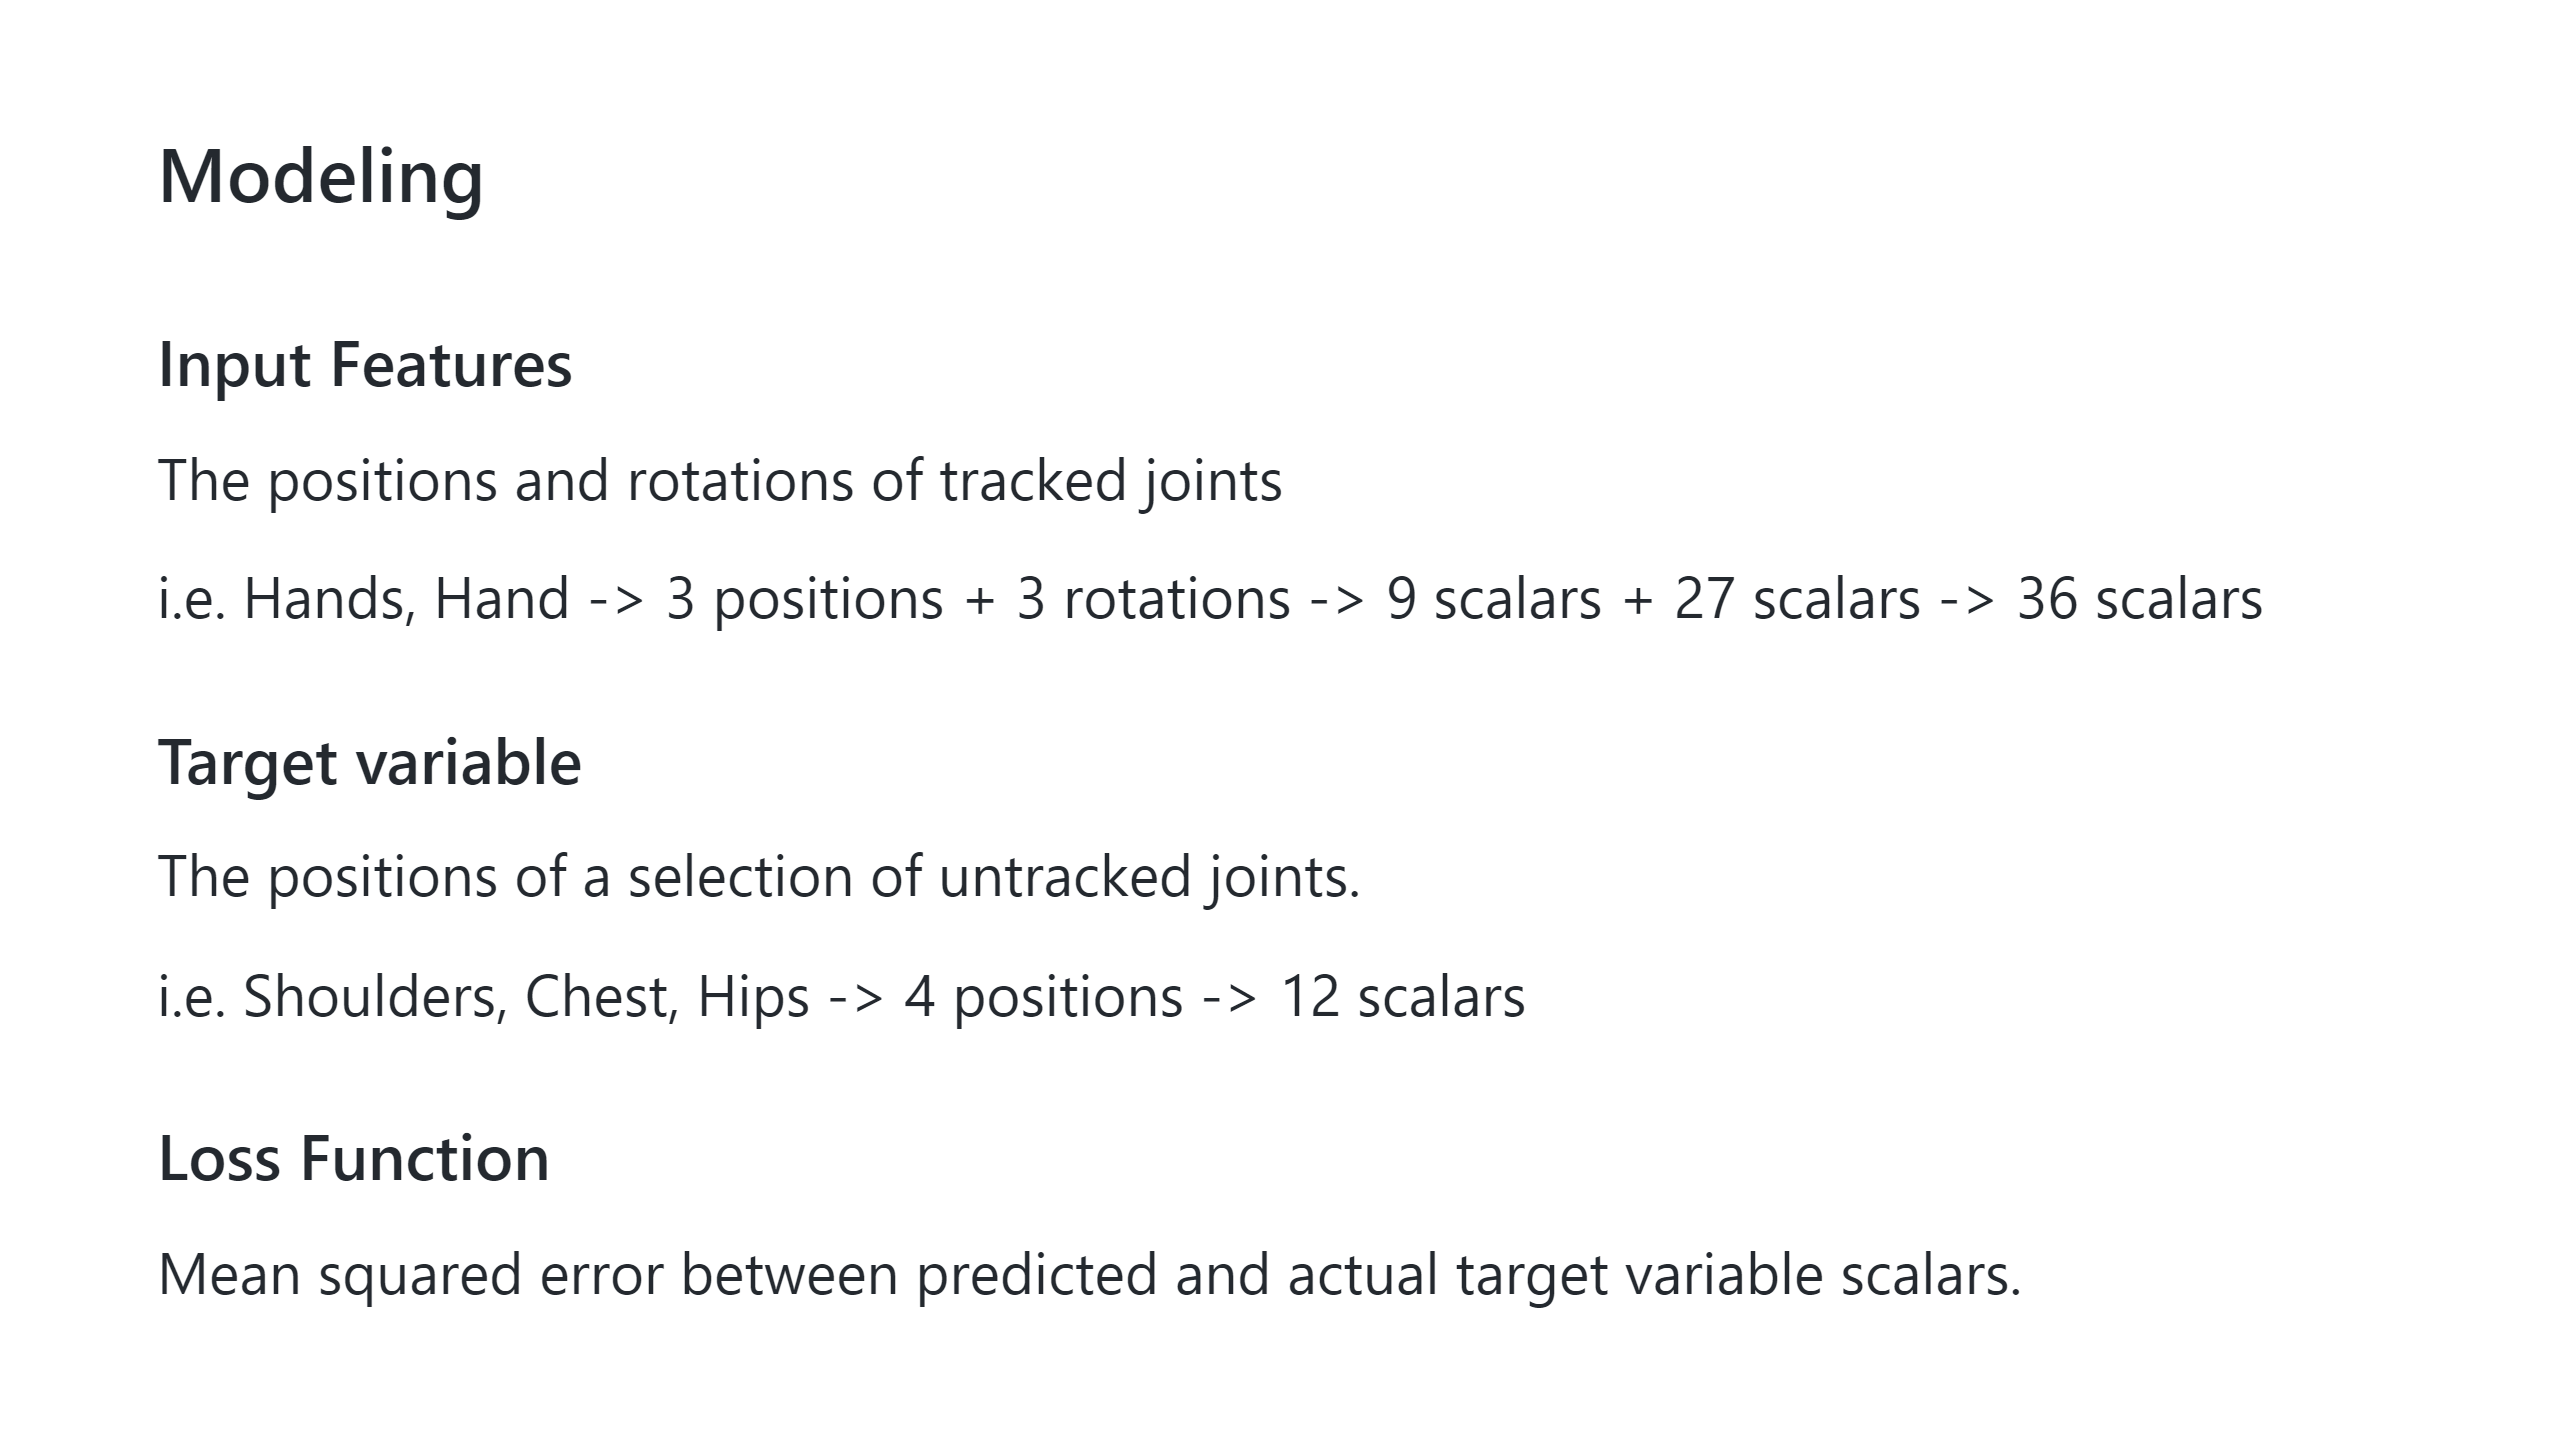 Modeling
Input Features
The positions and rotations of tracked joints
i.e. Hands, Hand -> 3 positions + 3 rotations -> 9 scalars + 27 scalars -> 36 scalars
Target variable
The positions of a selection of untracked joints.
i.e. Shoulders, Chest, Hips -> 4 positions -> 12 scalars
Loss Function
Mean squared error between predicted and actual target variable scalars.